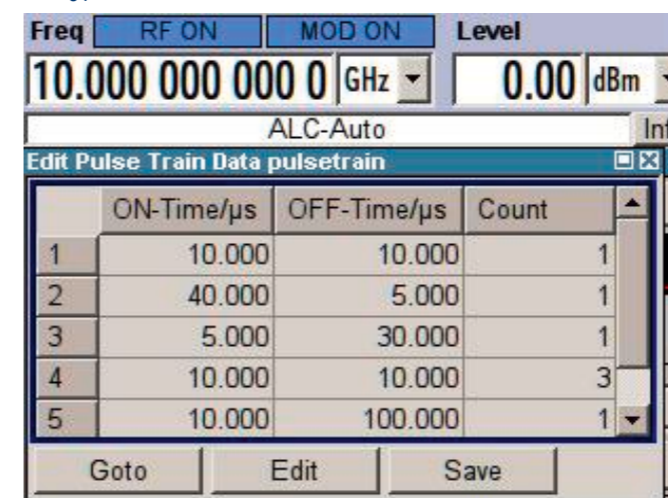 Freq RF ON MOD ON Level
10.000 000 000 0 GHz 0.00 dBm
ALC-Auto
Edit Pulse Train Data pulsetrain
ON-Time/µs OFF-Time/µs Count
1 10.000 10.000 1
2 40.000 5.000 1
3 5.000 30.000 1
4 10.000 10.000 3
5 10.000 100.000 1
Goto Edit Save